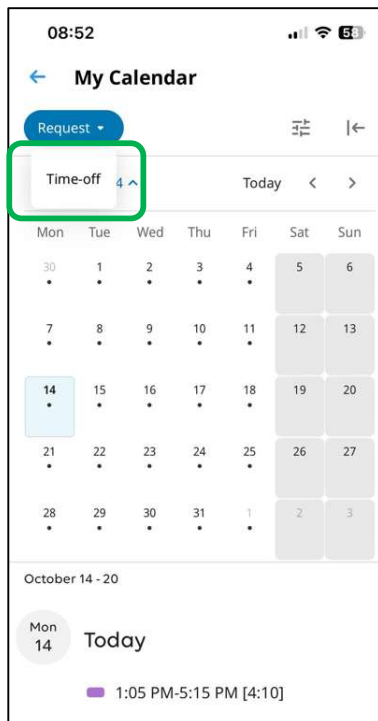 08:52 58
My Calendar
Request
Time-off 4 Today
Mon Tue Wed Thu Fri Sat Sun
30 1 2 3 4 5 6
7 8 9 10 11 12 13
14 15 16 17 18 19 20
21 22 23 24 25 26 27
28 29 30 31 1 2 3
October 14 - 20
Mon
14 Today
1:05 PM-5:15 PM [4:10]